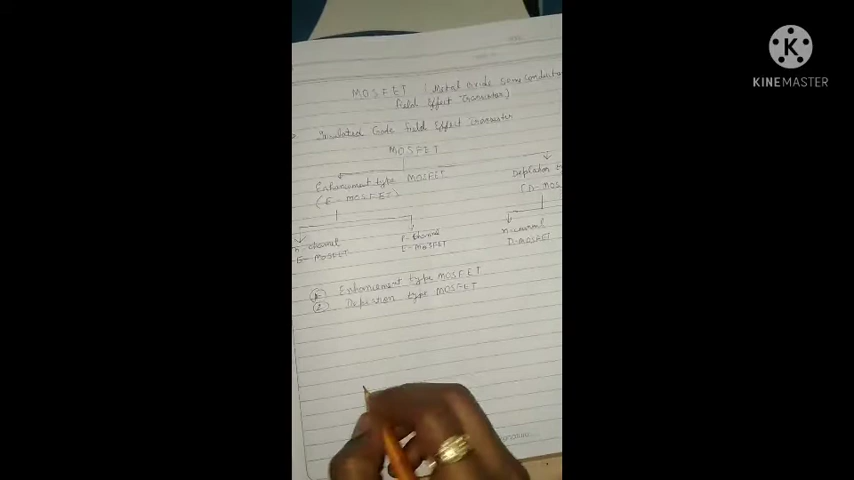 MOSFET (Metal oxide Semiconductor
Field Effect Transistor)
Insulated Gate Field Effect Transistor
MOSFET
Enhancement type MOSFET
(E-MOSFET)
Depletion t
(D-MOS
n-channel
E-MOSFET
P-channel
E-MOSFET
n-channel
D-MOSFET
1 Enhancement type MOSFET
2 Depletion type MOSFET
K
KINEMASTER